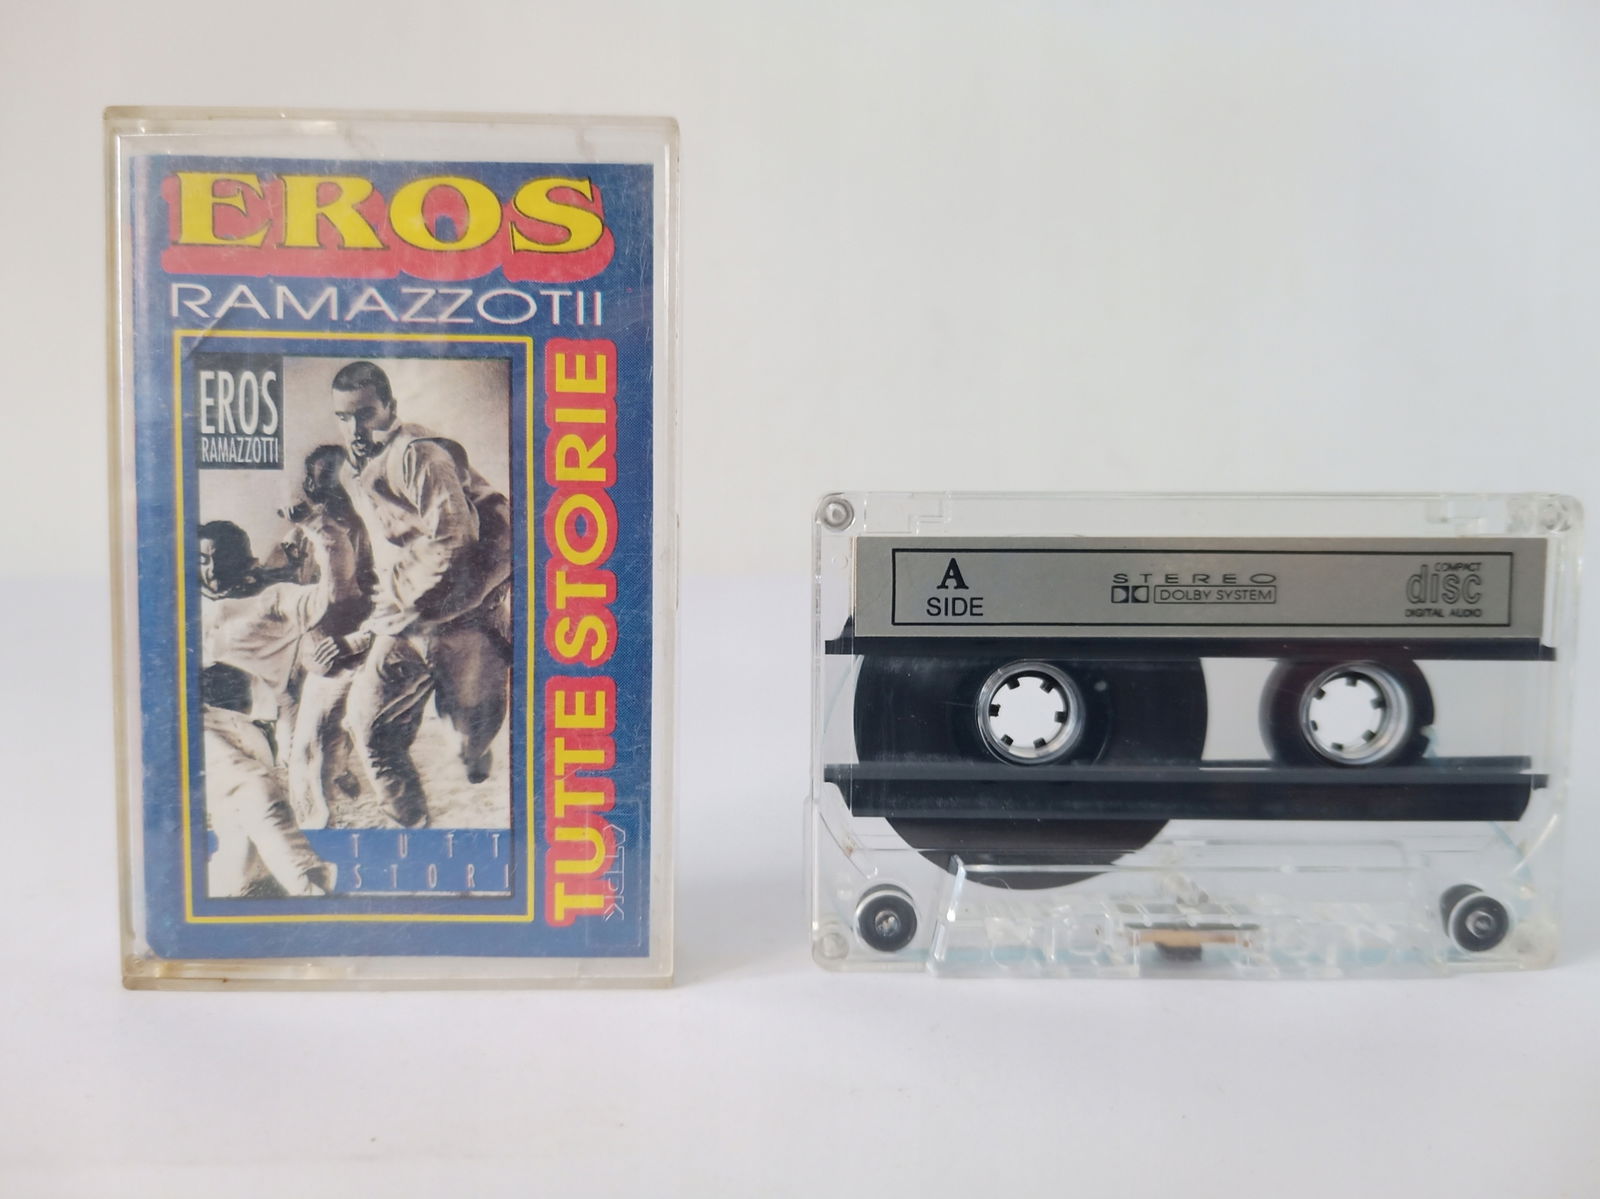 EROS
RAMAZZOTII
EROS
RAMAZZOTTI
TUTT
STORI
TUTTE STORIE
A
SIDE
STEREO
DOLBY SYSTEM
COMPACT
disc
DIGITAL AUDIO